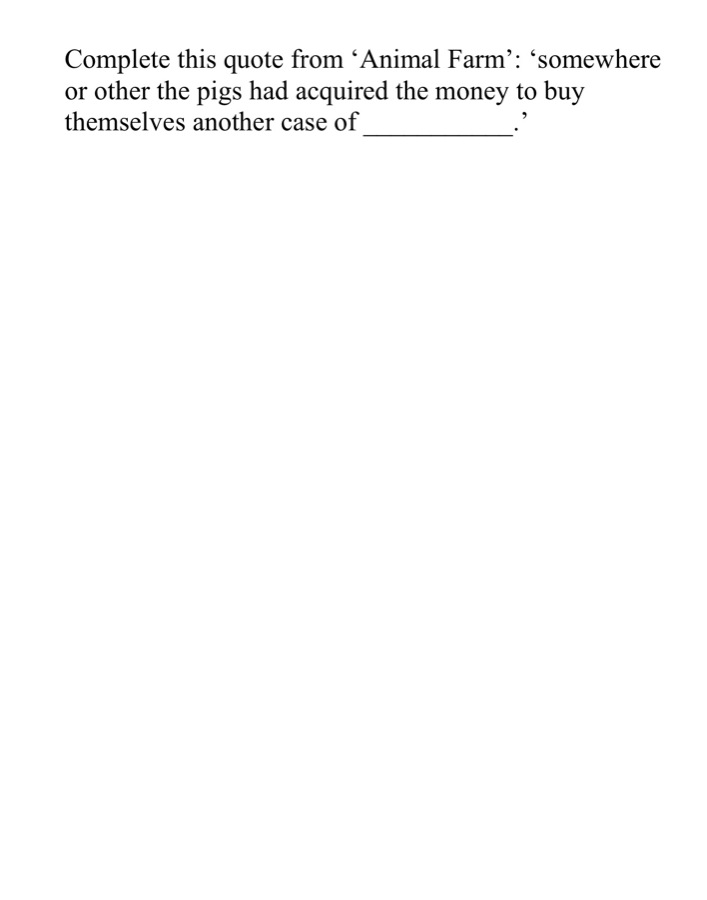 Complete this quote from ‘Animal Farm’: ‘somewhere
or other the pigs had acquired the money to buy
themselves another case of ___________.’